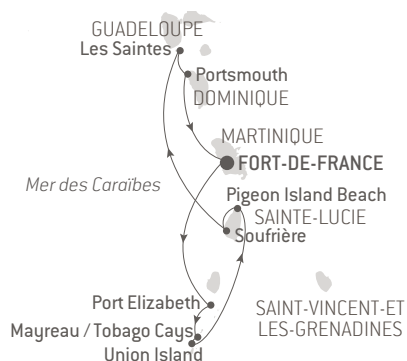 GUADELOUPE
Les Saintes
Portsmouth
DOMINIQUE
MARTINIQUE
FORT-DE-FRANCE
Mer des Caraïbes
Pigeon Island Beach
SAINTE-LUCIE
Soufrière
Port Elizabeth
SAINT-VINCENT-ET
LES-GRENADINES
Mayreau / Tobago Cays
Union Island